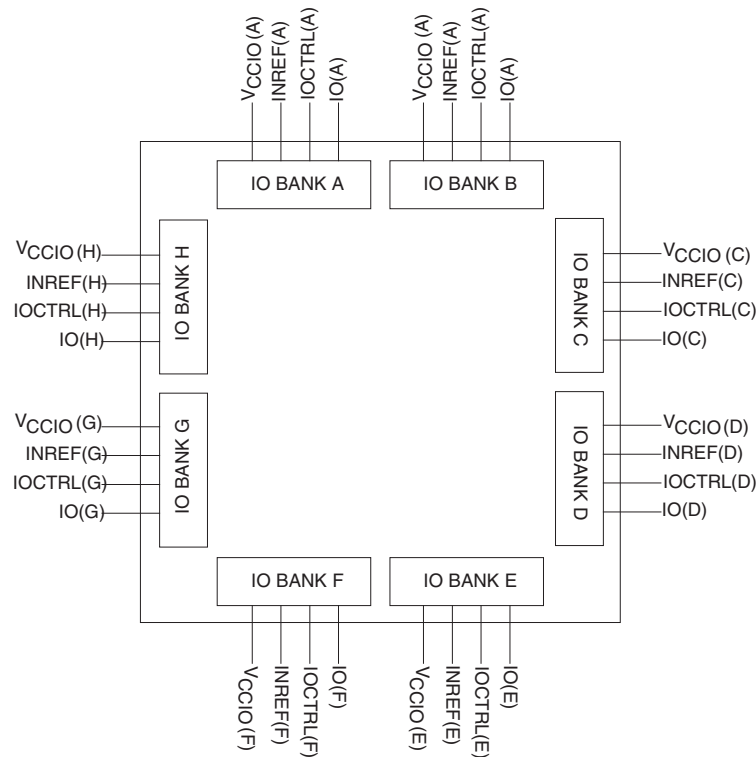 VCCIO(A)
INREF(A)
IOCTRL(A)
IO(A)
VCCIO(A)
INREF(A)
IOCTRL(A)
IO(A)
IO BANK A
IO BANK B
VCCIO(H)
INREF(H)
IOCTRL(H)
IO(H)
IO BANK H
IO BANK C
VCCIO(C)
INREF(C)
IOCTRL(C)
IO(C)
VCCIO(G)
INREF(G)
IOCTRL(G)
IO(G)
IO BANK G
IO BANK D
VCCIO(D)
INREF(D)
IOCTRL(D)
IO(D)
IO BANK F
IO BANK E
VCCIO(F)
INREF(F)
IOCTRL(F)
IO(F)
VCCIO(E)
INREF(E)
IOCTRL(E)
IO(E)